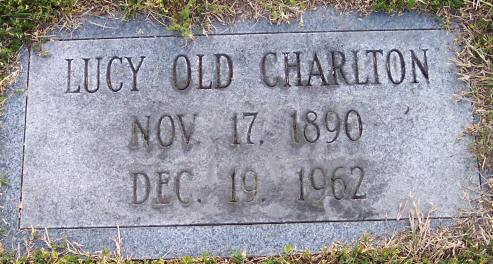 LUCY OLD CHARLTON
NOV. 17. 1890
DEC. 19. 1962